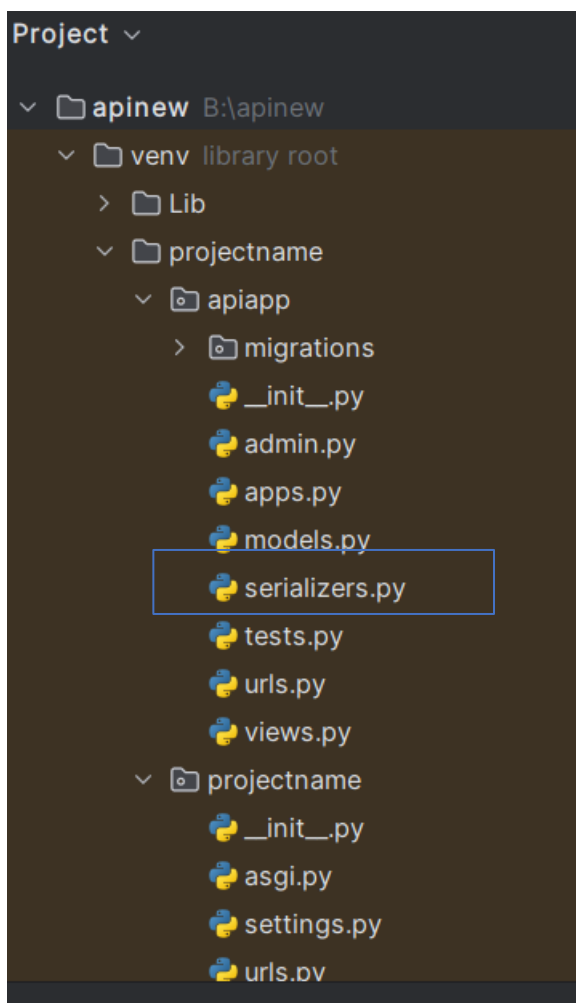 Project
apinew B:\apinew
venv library root
Lib
projectname
apiapp
migrations
__init__.py
admin.py
apps.py
models.py
serializers.py
tests.py
urls.py
views.py
projectname
__init__.py
asgi.py
settings.py
urls.py